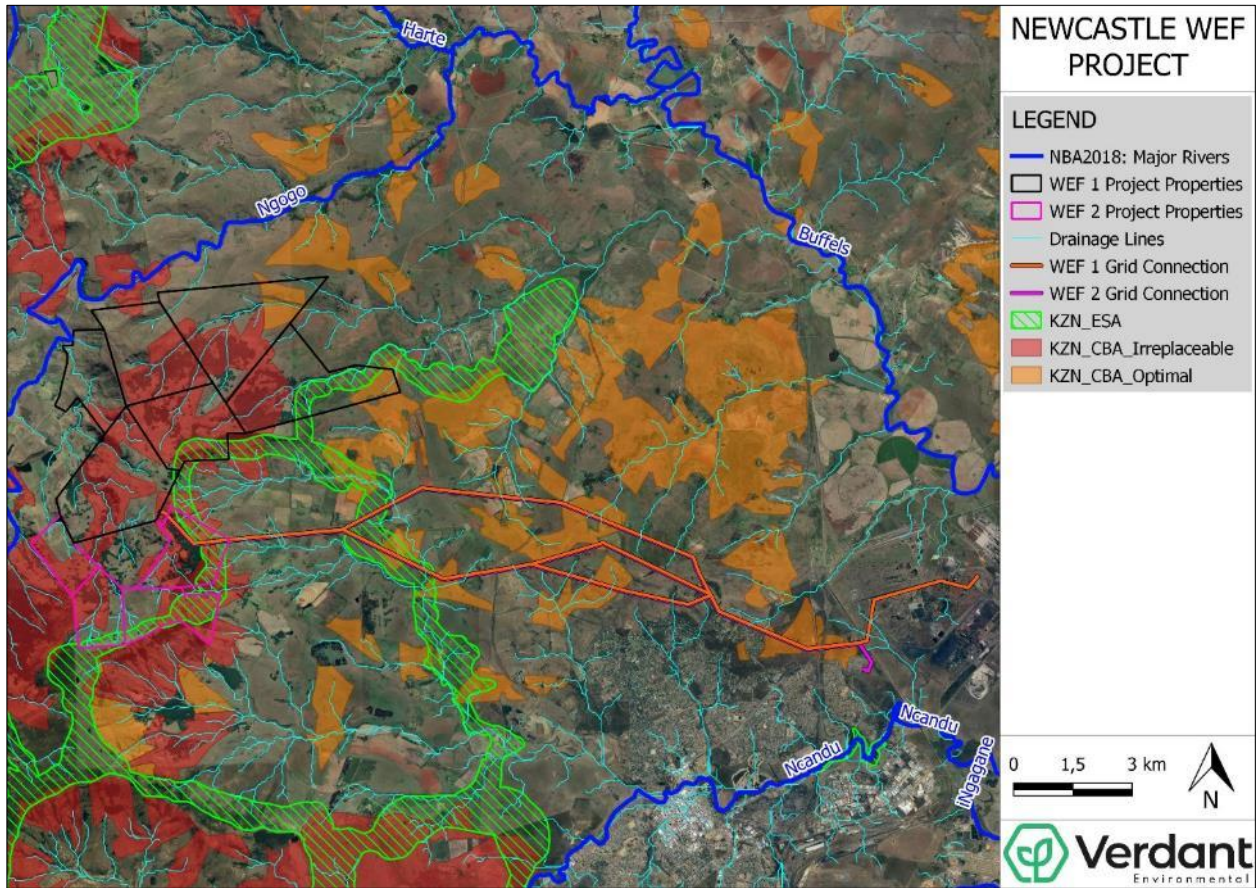 Harte
Ngogo
Buffels
Ncandu
Ncandu
iNgagane
NEWCASTLE WEF
PROJECT
LEGEND
NBA2018: Major Rivers
WEF 1 Project Properties
WEF 2 Project Properties
Drainage Lines
WEF 1 Grid Connection
WEF 2 Grid Connection
KZN_ESA
KZN_CBA_Irreplaceable
KZN_CBA_Optimal
0 1,5 3 km
N
Verdant
Environmental